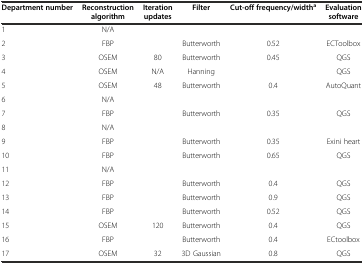 Department number Reconstruction algorithm Iteration updates Filter Cut-off frequency/width^a Evaluation software
1 N/A
2 FBP Butterworth 0.52 ECToolbox
3 OSEM 80 Butterworth 0.45 QGS
4 OSEM N/A Hanning QGS
5 OSEM 48 Butterworth 0.4 AutoQuant
6 N/A
7 FBP Butterworth 0.35 QGS
8 N/A
9 FBP Butterworth 0.35 Exini heart
10 FBP Butterworth 0.65 QGS
11 N/A
12 FBP Butterworth 0.4 QGS
13 FBP Butterworth 0.9 QGS
14 FBP Butterworth 0.52 QGS
15 OSEM 120 Butterworth 0.4 QGS
16 FBP Butterworth 0.4 ECtoolbox
17 OSEM 32 3D Gaussian 0.8 QGS